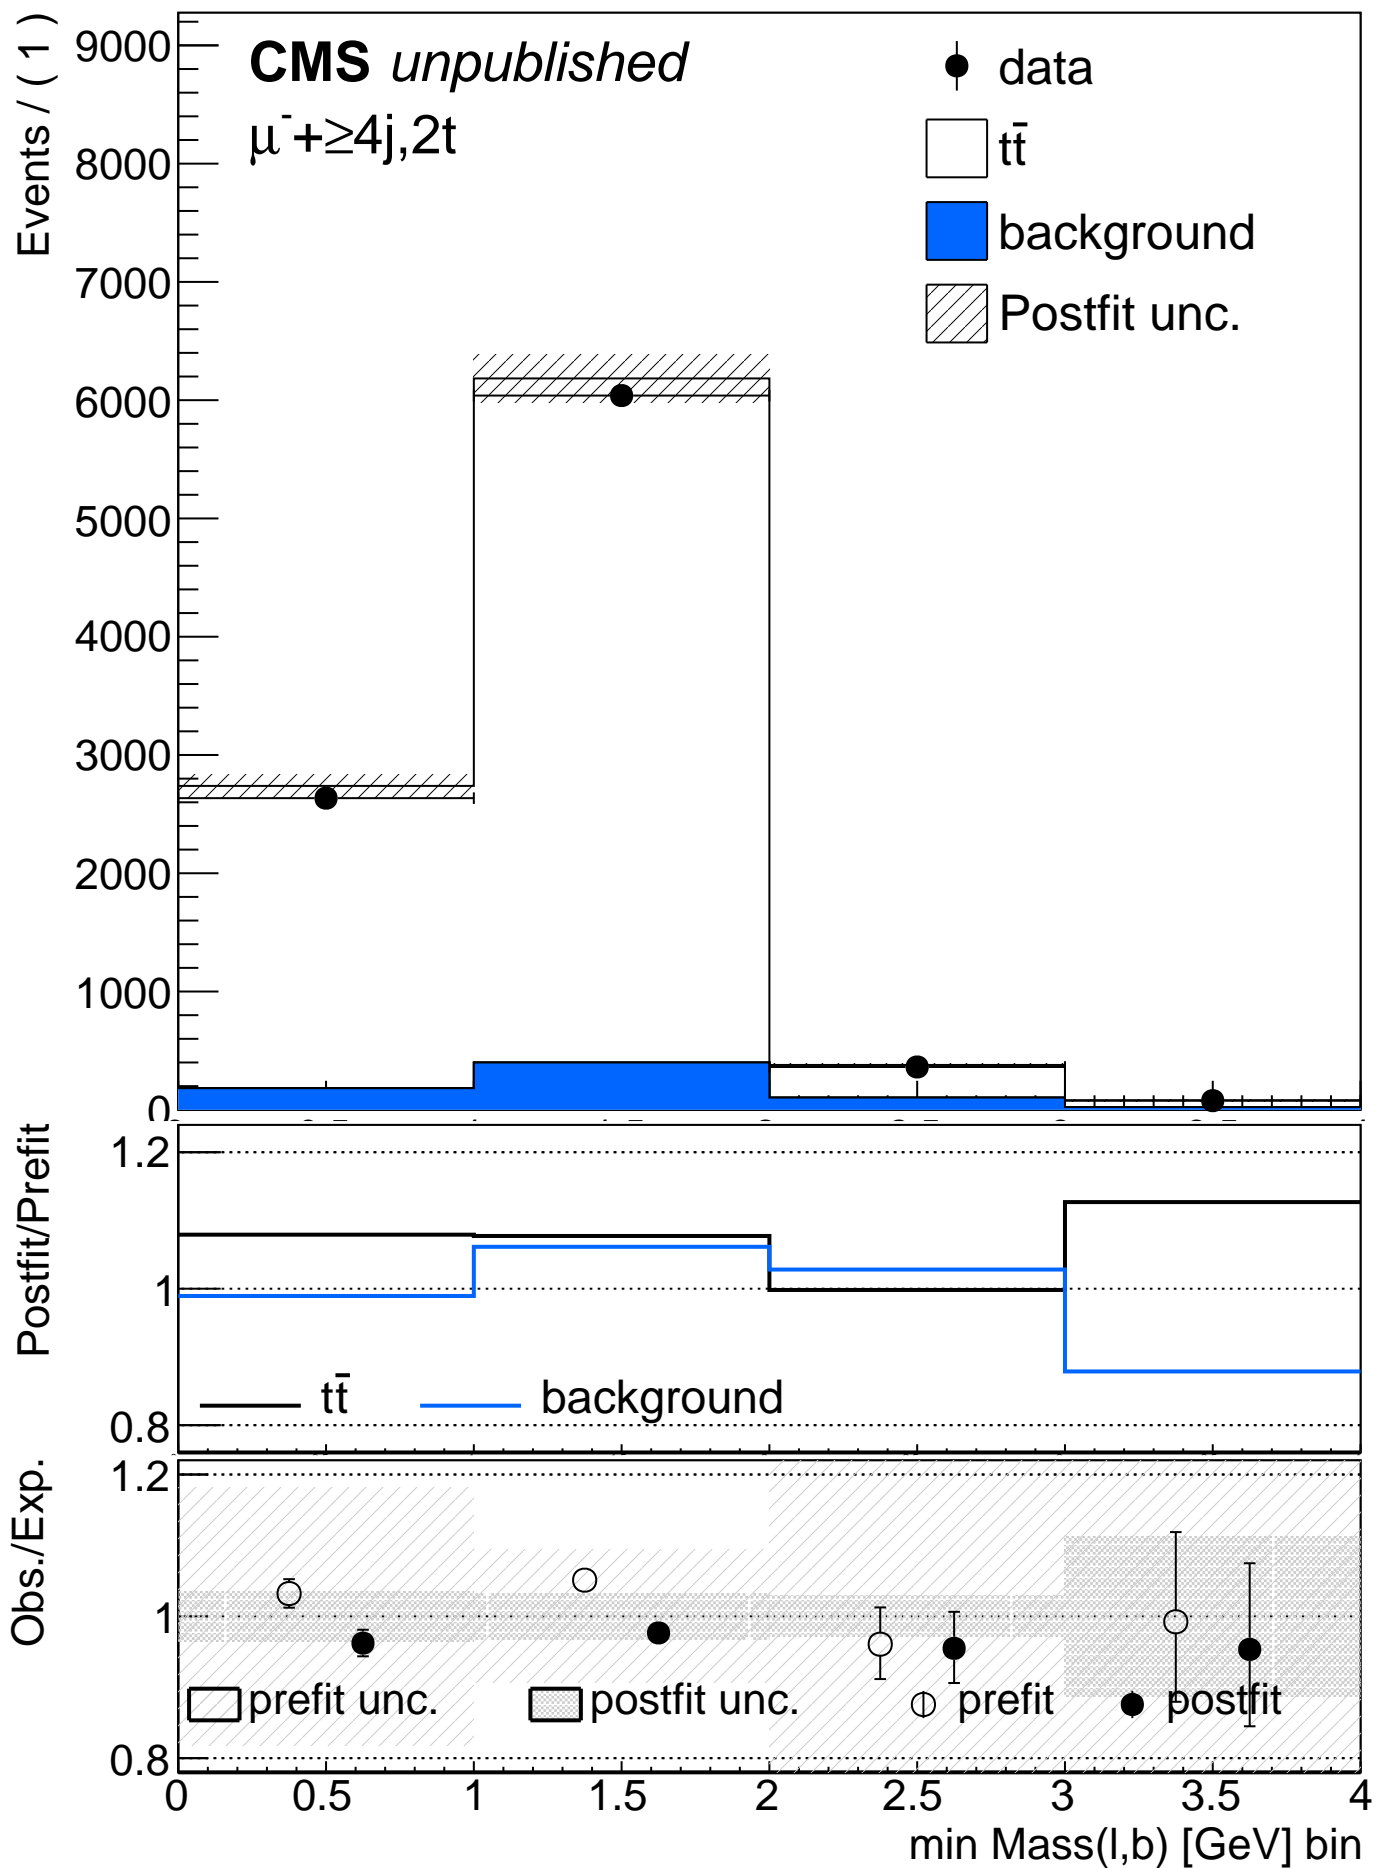 CMS unpublished
μ⁻+≥4j,2t
data
tt̄
background
Postfit unc.
Events / ( 1 )
9000
8000
7000
6000
5000
4000
3000
2000
1000
0
Postfit/Prefit
1.2
1
0.8
tt̄ background
Obs./Exp.
1.2
1
0.8
prefit unc. postfit unc. prefit postfit
0 0.5 1 1.5 2 2.5 3 3.5 4
min Mass(l,b) [GeV] bin